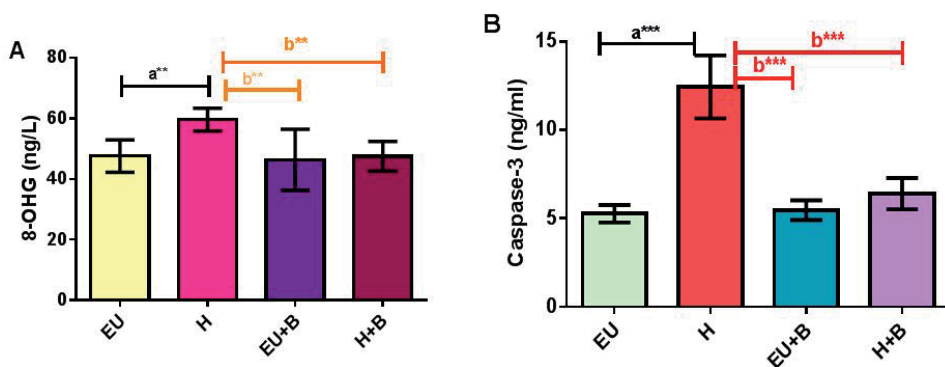 A
8-OHG (ng/L)
80
60
40
20
0
a**
b**
b**
EU
H
EU+B
H+B
B
Caspase-3 (ng/ml)
15
10
5
0
a***
b***
b***
EU
H
EU+B
H+B